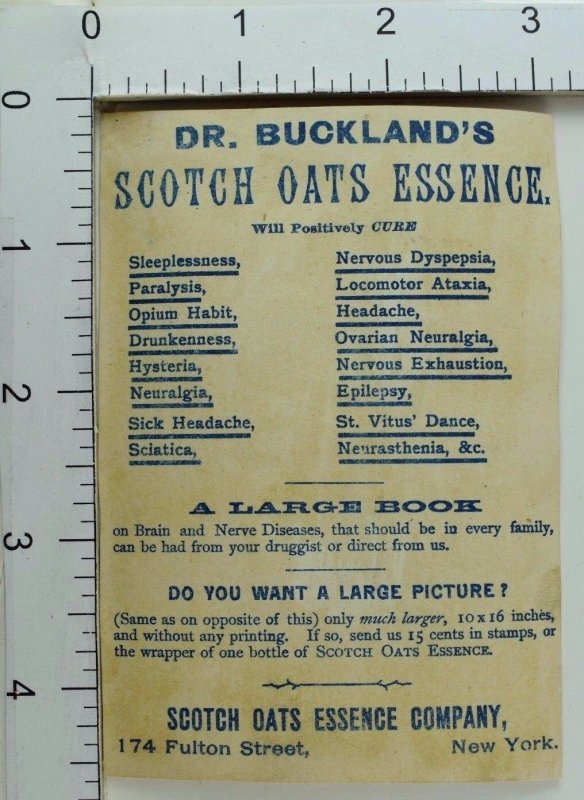 0 1 2 3
0
1
2
3
4
DR. BUCKLAND'S
SCOTCH OATS ESSENCE.
Will Positively CURE
Sleeplessness,
Paralysis,
Opium Habit,
Drunkenness,
Hysteria,
Neuralgia,
Sick Headache,
Sciatica,
Nervous Dyspepsia,
Locomotor Ataxia,
Headache,
Ovarian Neuralgia,
Nervous Exhaustion,
Epilepsy,
St. Vitus' Dance,
Neurasthenia, &c.
A LARGE BOOK
on Brain and Nerve Diseases, that should be in every family,
can be had from your druggist or direct from us.
DO YOU WANT A LARGE PICTURE?
(Same as on opposite of this) only much larger, 10 x 16 inches,
and without any printing. If so, send us 15 cents in stamps, or
the wrapper of one bottle of SCOTCH OATS ESSENCE.
SCOTCH OATS ESSENCE COMPANY,
174 Fulton Street, New York.